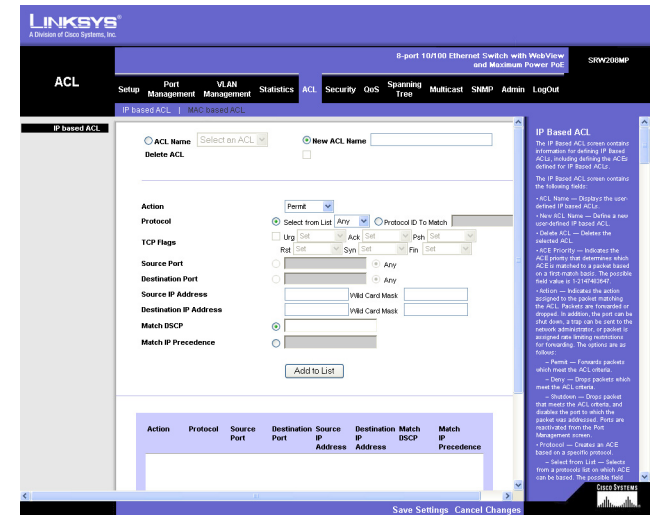 LINKSYS®
A Division of Cisco Systems, Inc.
8-port 10/100 Ethernet Switch with WebView
and Maximum Power PoE
SRW208MP
ACL
Setup Port Management VLAN Management Statistics ACL Security QoS Spanning Tree Multicast SNMP Admin LogOut
IP based ACL | MAC based ACL
IP based ACL
ACL Name Select an ACL New ACL Name
Delete ACL
Action Permit
Protocol Select from List Any Protocol ID To Match
TCP Flags Urg Set Ack Set Psh Set
Rst Set Syn Set Fin Set
Source Port Any
Destination Port Any
Source IP Address Wild Card Mask
Destination IP Address Wild Card Mask
Match DSCP
Match IP Precedence
Add to List
Action Protocol Source Port Destination Port Source IP Address Destination IP Address Match DSCP Match IP Precedence
IP Based ACL
The IP Based ACL screen contains
information for defining IP Based
ACLs, including defining the ACEs
defined for IP Based ACLs.
The IP Based ACL screen contains
the following fields:
• ACL Name — Displays the user-
defined IP based ACLs.
• New ACL Name — Define a new
user-defined IP based ACL.
• Delete ACL — Deletes the
selected ACL.
• ACE Priority — Indicates the
ACE priority that determines which
ACE is matched to a packet based
on a first-match basis. The possible
field value is 1-2147483647.
• Action — Indicates the action
assigned to the packet matching
the ACL. Packets are forwarded or
dropped. In addition, the port can be
shut down, a trap can be sent to the
network administrator, or packet is
assigned rate limiting restrictions
for forwarding. The options are as
follows:
– Permit — Forwards packets
which meet the ACL criteria.
– Deny — Drops packets which
meet the ACL criteria.
– Shutdown — Drops packet
that meets the ACL criteria, and
disables the port to which the
packet was addressed. Ports are
reactivated from the Port
Management screen.
• Protocol — Creates an ACE
based on a specific protocol.
– Select from List — Selects
from a protocols list on which ACE
can be based. The possible field
Save Settings Cancel Changes
CISCO SYSTEMS